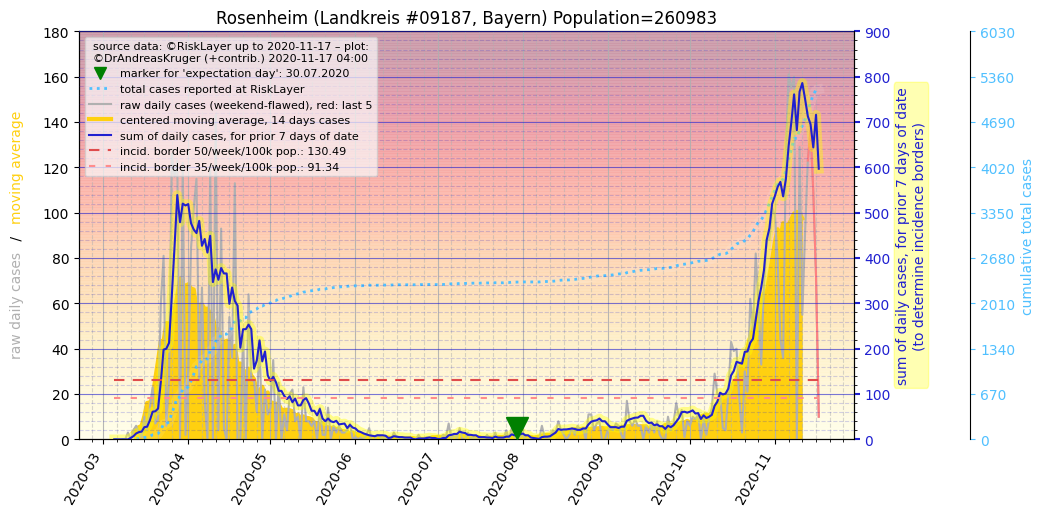 Rosenheim (Landkreis #09187, Bayern) Population=260983
source data: ©RiskLayer up to 2020-11-17 – plot:
©DrAndreasKruger (+contrib.) 2020-11-17 04:00
marker for 'expectation day': 30.07.2020
total cases reported at RiskLayer
raw daily cases (weekend-flawed), red: last 5
centered moving average, 14 days cases
sum of daily cases, for prior 7 days of date
incid. border 50/week/100k pop.: 130.49
incid. border 35/week/100k pop.: 91.34
raw daily cases / moving average
180
160
140
120
100
80
60
40
20
0
2020-03
2020-04
2020-05
2020-06
2020-07
2020-08
2020-09
2020-10
2020-11
900
800
700
600
500
400
300
200
100
0
sum of daily cases, for prior 7 days of date
(to determine incidence borders)
6030
5360
4690
4020
3350
2680
2010
1340
670
0
cumulative total cases